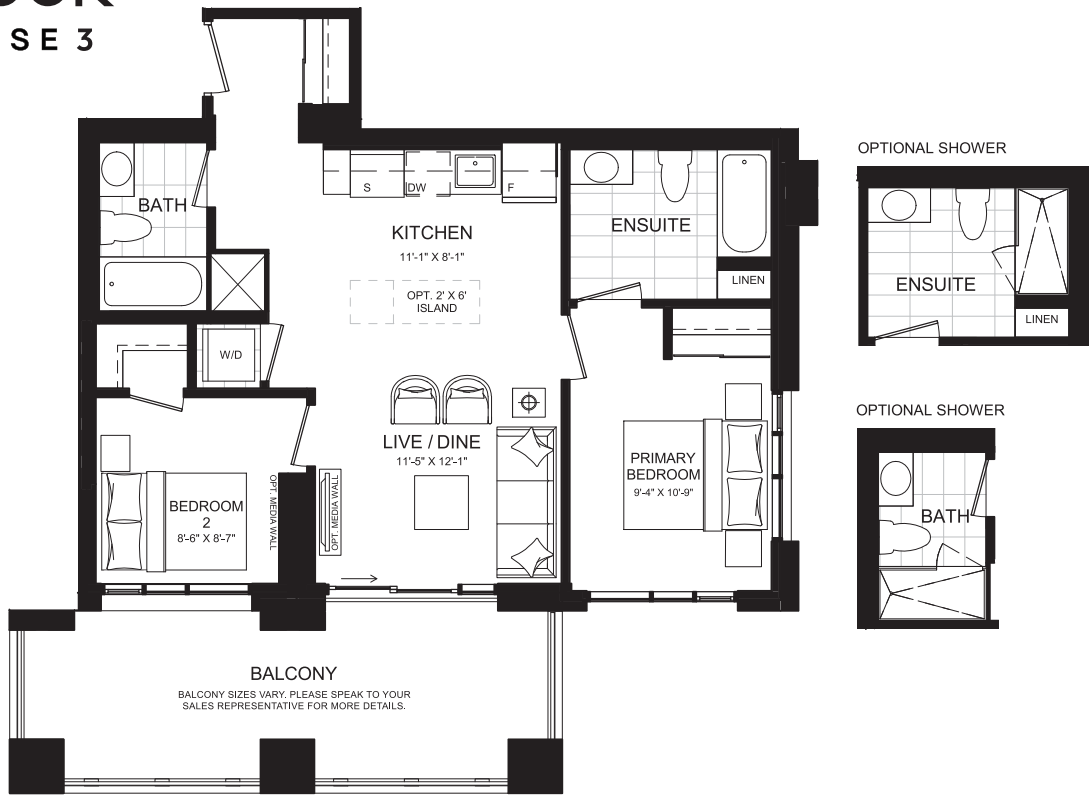 SE 3
OPTIONAL SHOWER
ENSUITE
LINEN
OPTIONAL SHOWER
BATH
BATH
S
DW
F
KITCHEN
11'-1" X 8'-1"
OPT. 2' X 6'
ISLAND
ENSUITE
LINEN
W/D
LIVE / DINE
11'-5" X 12'-1"
OPT. MEDIA WALL
PRIMARY
BEDROOM
9'-4" X 10'-9"
BEDROOM
2
8'-6" X 8'-7"
OPT. MEDIA WALL
BALCONY
BALCONY SIZES VARY. PLEASE SPEAK TO YOUR
SALES REPRESENTATIVE FOR MORE DETAILS.